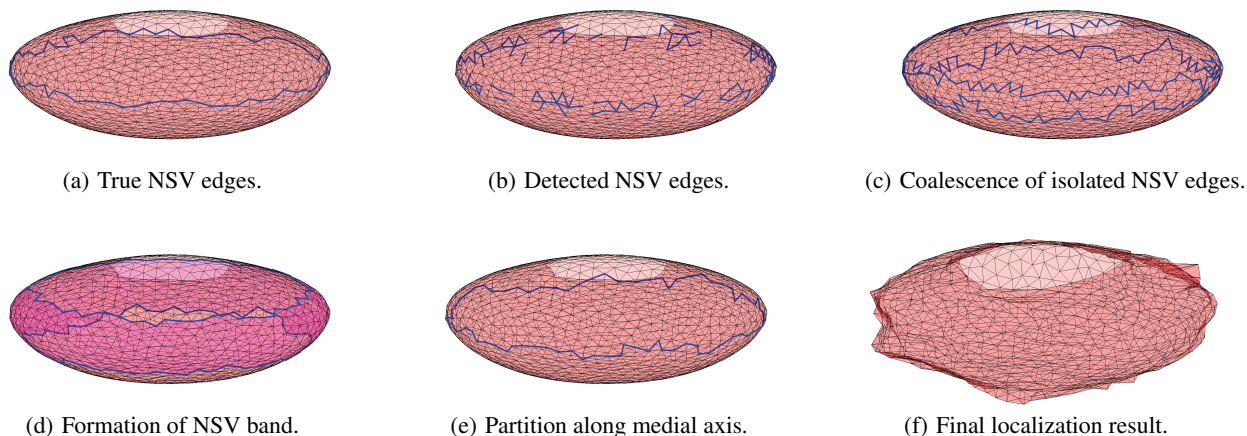 (a) True NSV edges.
(b) Detected NSV edges.
(c) Coalescence of isolated NSV edges.
(d) Formation of NSV band.
(e) Partition along medial axis.
(f) Final localization result.